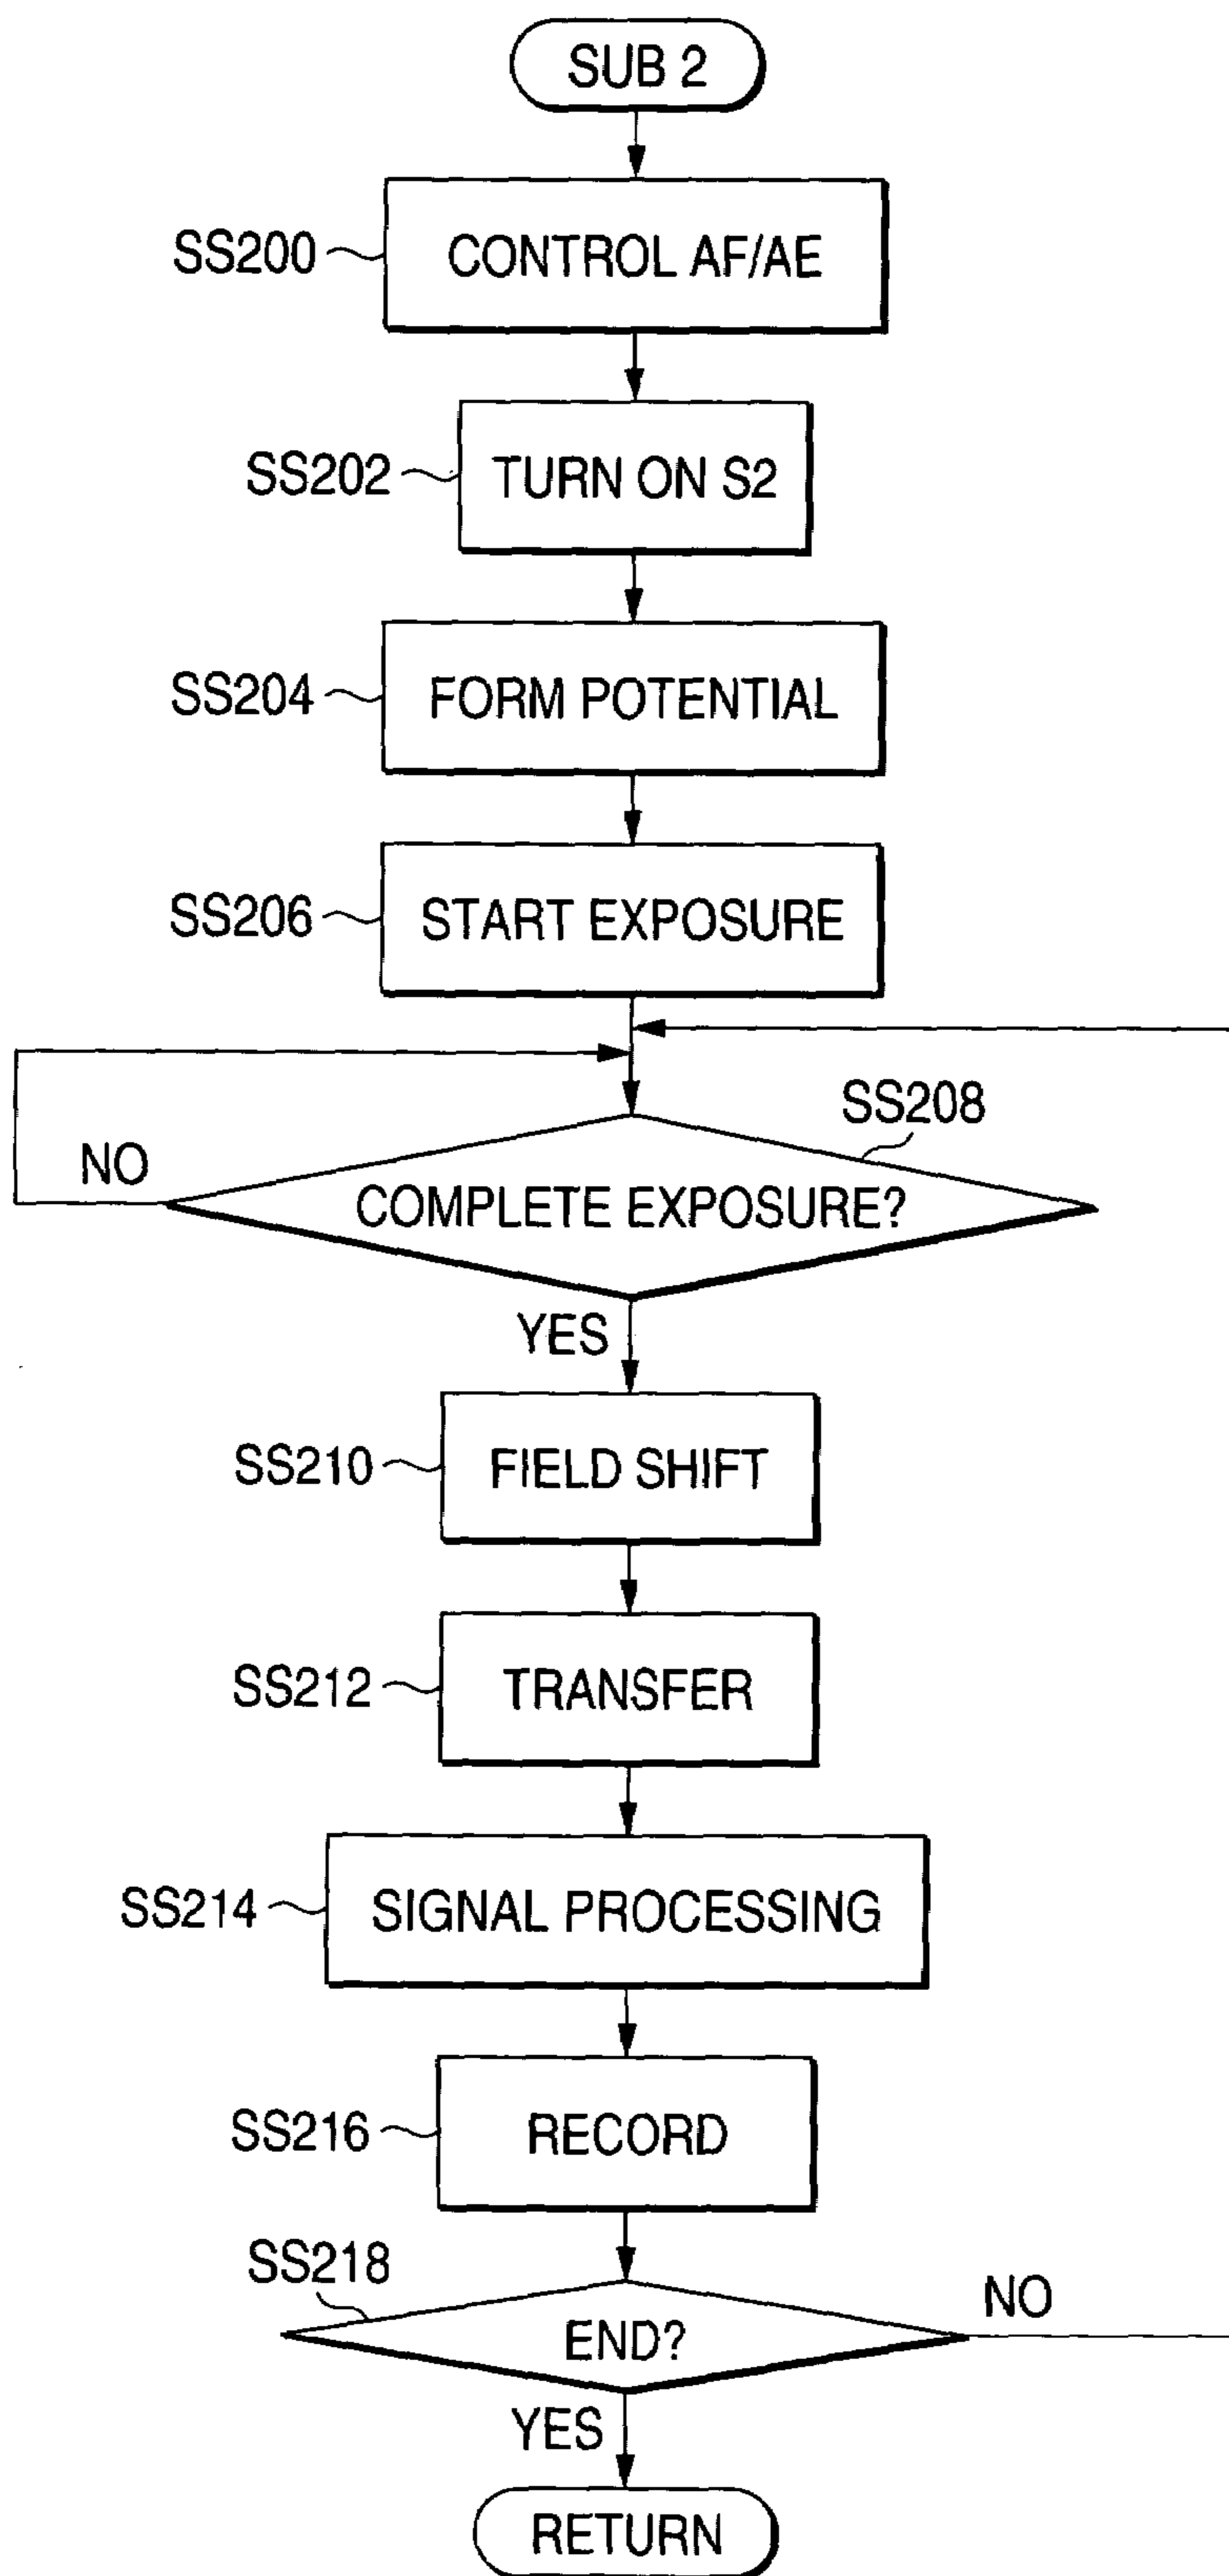 SUB 2
SS200 CONTROL AF/AE
SS202 TURN ON S2
SS204 FORM POTENTIAL
SS206 START EXPOSURE
SS208
NO
COMPLETE EXPOSURE?
YES
SS210 FIELD SHIFT
SS212 TRANSFER
SS214 SIGNAL PROCESSING
SS216 RECORD
SS218
NO
END?
YES
RETURN